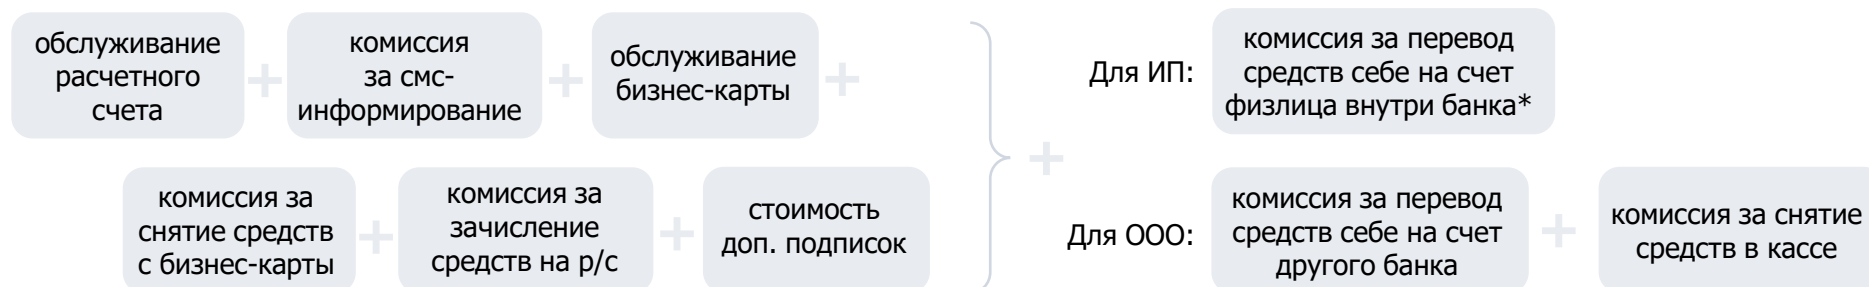 обслуживание
расчетного
счета
+
комиссия
за смс-
информирование
+
обслуживание
бизнес-карты
+
комиссия за
снятие средств
с бизнес-карты
+
комиссия за
зачисление
средств на р/с
+
стоимость
доп. подписок
+
Для ИП:
комиссия за перевод
средств себе на счет
физлица внутри банка*
Для ООО:
комиссия за перевод
средств себе на счет
другого банка
+
комиссия за снятие
средств в кассе